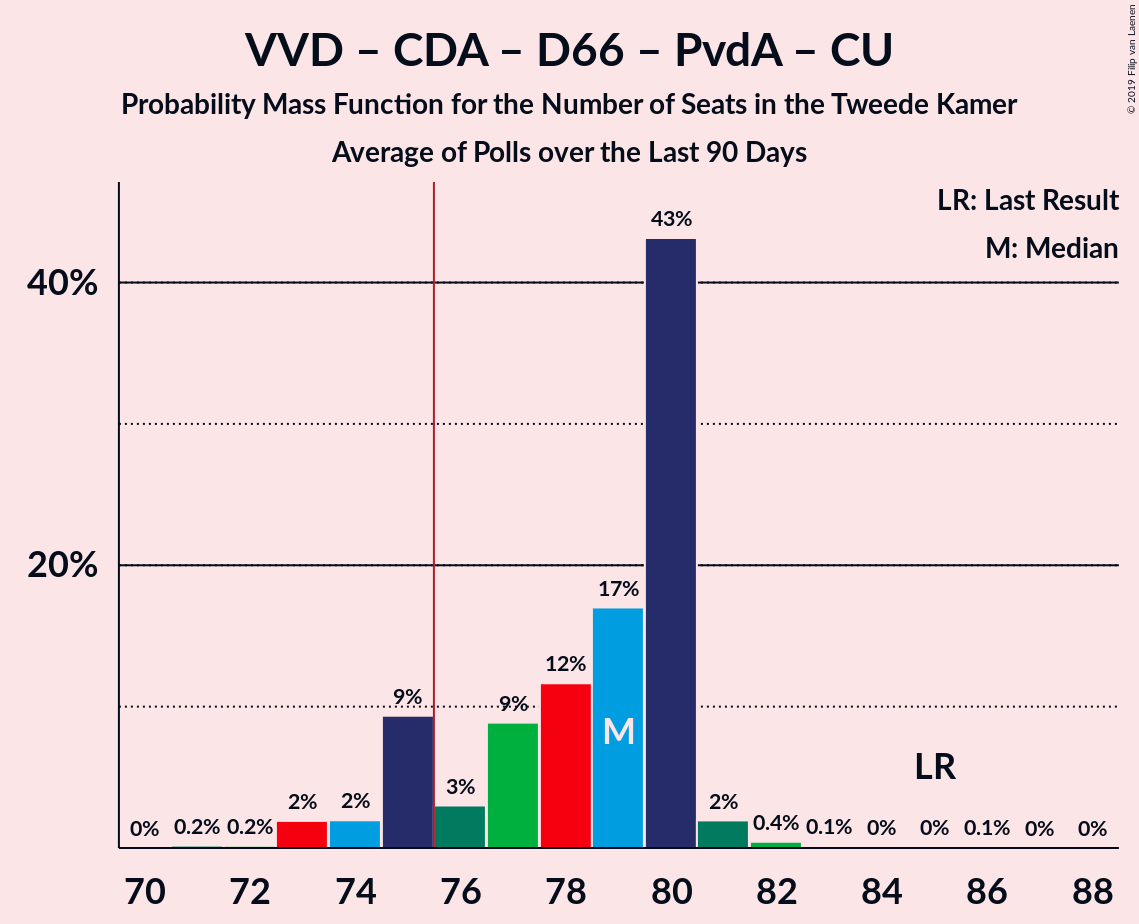 VVD – CDA – D66 – PvdA – CU
Probability Mass Function for the Number of Seats in the Tweede Kamer
Average of Polls over the Last 90 Days
© 2019 Filip van Laenen
LR: Last Result
M: Median
40%
20%
0%
0.2%
0.2%
2%
2%
9%
3%
9%
12%
17%
43%
2%
0.4%
0.1%
0%
0%
0.1%
0%
0%
M
LR
70 72 74 76 78 80 82 84 86 88